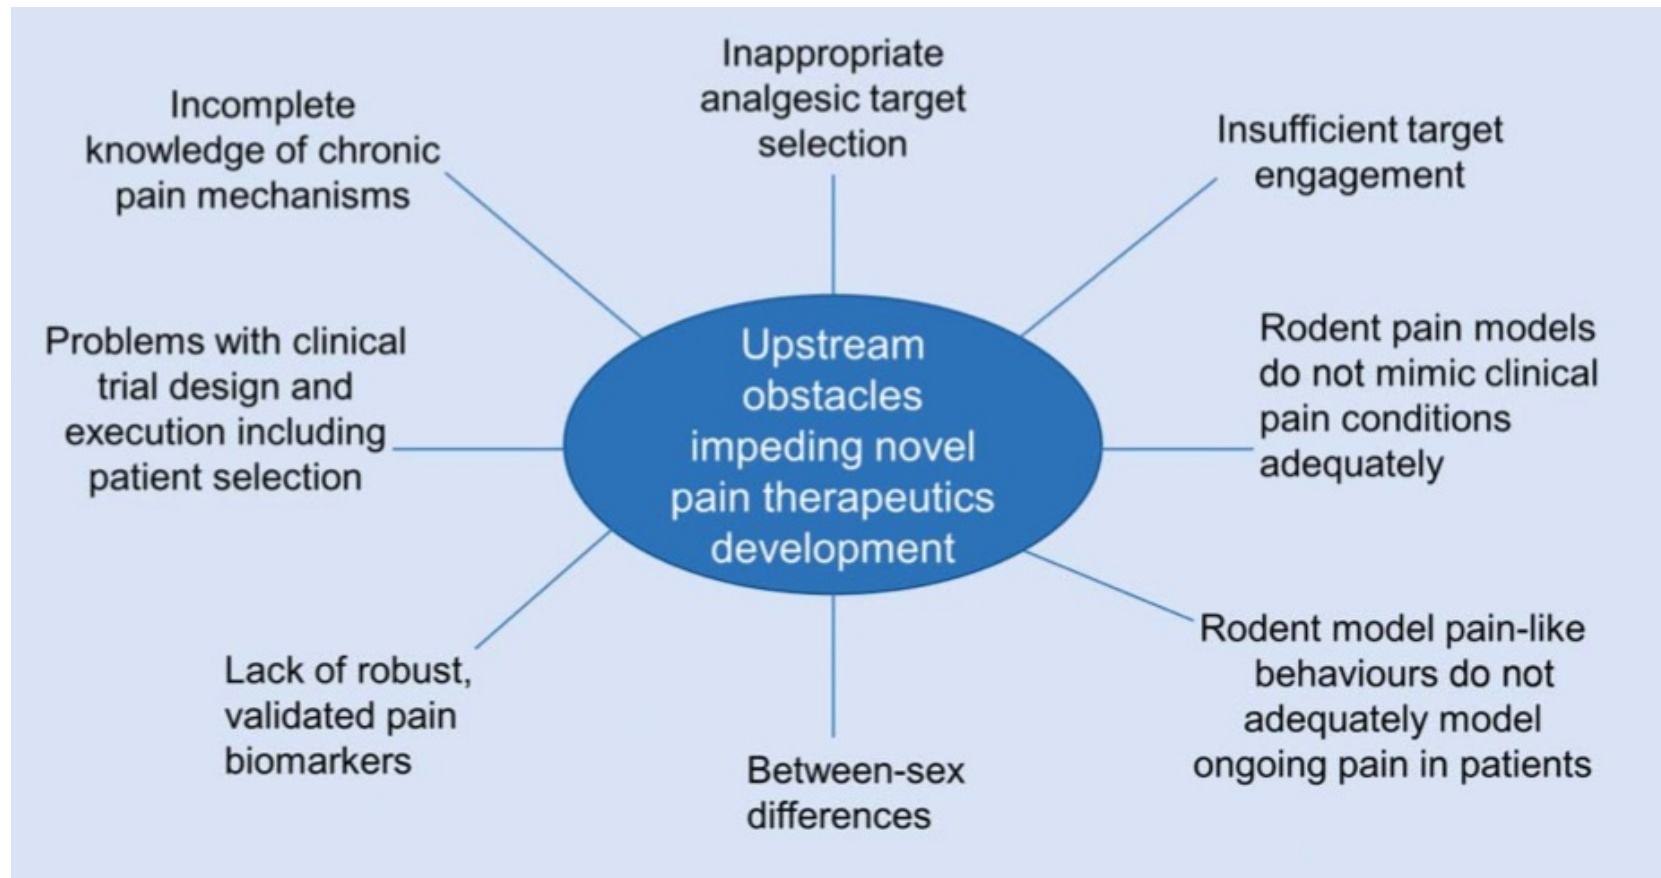 Inappropriate
analgesic target
selection
Incomplete
knowledge of chronic
pain mechanisms
Insufficient target
engagement
Problems with clinical
trial design and
execution including
patient selection
Upstream
obstacles
impeding novel
pain therapeutics
development
Rodent pain models
do not mimic clinical
pain conditions
adequately
Lack of robust,
validated pain
biomarkers
Between-sex
differences
Rodent model pain-like
behaviours do not
adequately model
ongoing pain in patients